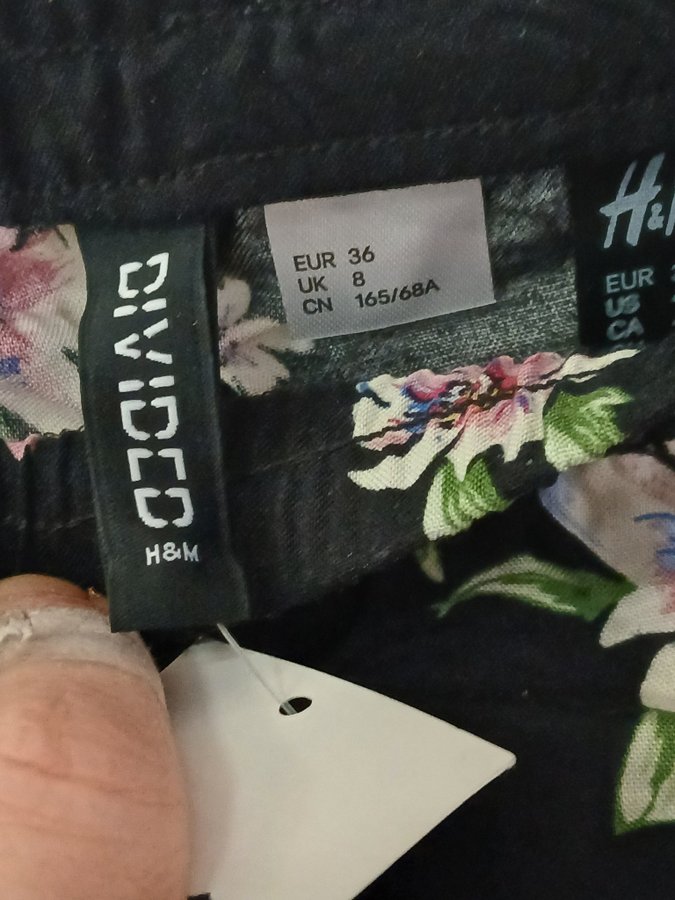 DIVIDED
H&M
EUR 36
UK 8
CN 165/68A
H&
EUR
US
CA